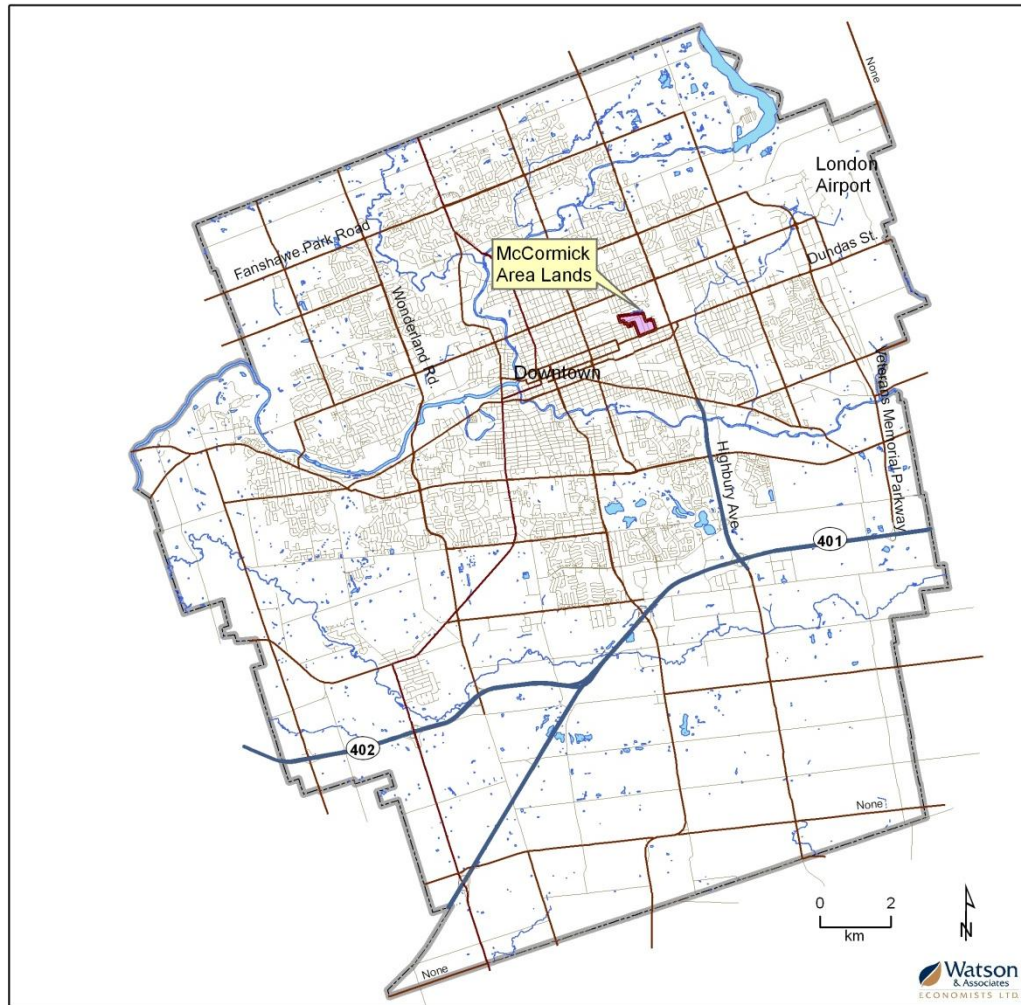 None
London
Airport
Fanshawe Park Road
Dundas St.
McCormick
Area Lands
Wonderland Rd.
Downtown
Veterans Memorial Parkway
Highbury Ave.
401
402
None
0 2
km
N
None
Watson
& Associates
ECONOMISTS LTD.